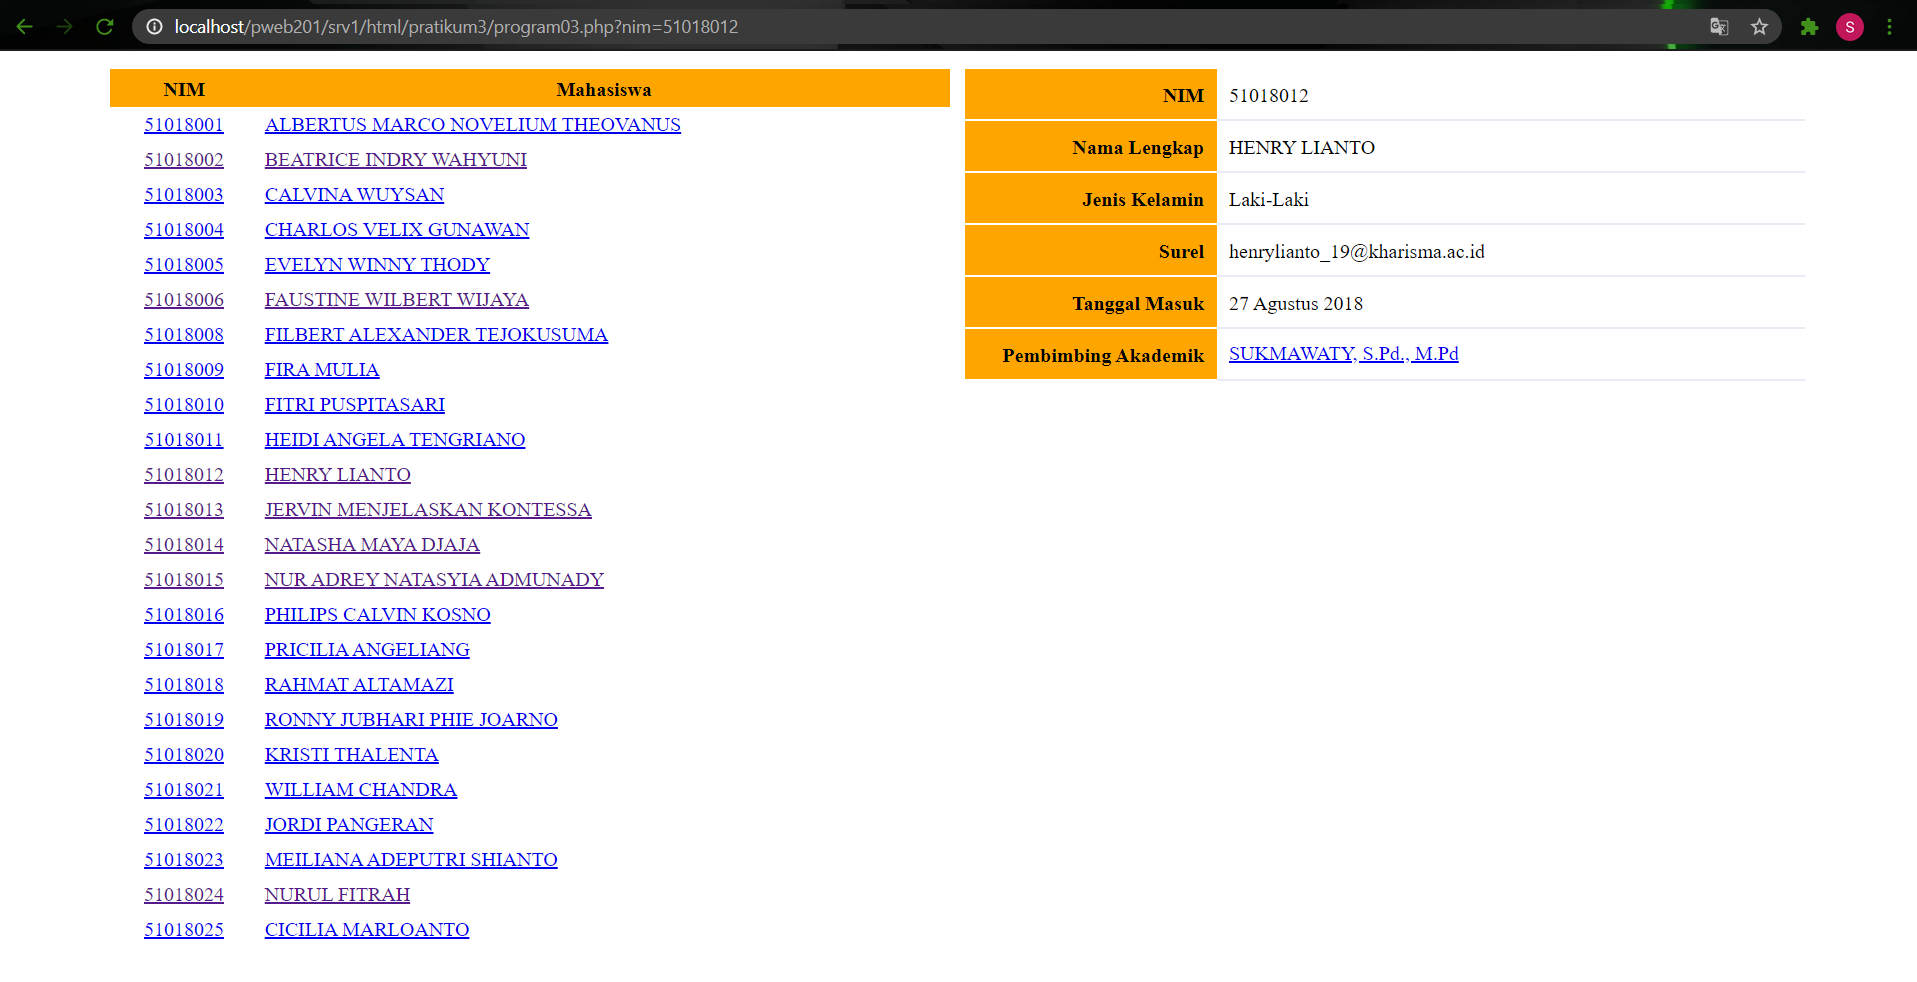 localhost/pweb201/srv1/html/pratikum3/program03.php?nim=51018012
S
NIM Mahasiswa
51018001 ALBERTUS MARCO NOVELIUM THEOVANUS
51018002 BEATRICE INDRY WAHYUNI
51018003 CALVINA WUYSAN
51018004 CHARLOS VELIX GUNAWAN
51018005 EVELYN WINNY THODY
51018006 FAUSTINE WILBERT WIJAYA
51018008 FILBERT ALEXANDER TEJOKUSUMA
51018009 FIRA MULIA
51018010 FITRI PUSPITASARI
51018011 HEIDI ANGELA TENGRIANO
51018012 HENRY LIANTO
51018013 JERVIN MENJELASKAN KONTESSA
51018014 NATASHA MAYA DJAJA
51018015 NUR ADREY NATASYIA ADMUNADY
51018016 PHILIPS CALVIN KOSNO
51018017 PRICILIA ANGELIANG
51018018 RAHMAT ALTAMAZI
51018019 RONNY JUBHARI PHIE JOARNO
51018020 KRISTI THALENTA
51018021 WILLIAM CHANDRA
51018022 JORDI PANGERAN
51018023 MEILIANA ADEPUTRI SHIANTO
51018024 NURUL FITRAH
51018025 CICILIA MARLOANTO
NIM 51018012
Nama Lengkap HENRY LIANTO
Jenis Kelamin Laki-Laki
Surel henrylianto_19@kharisma.ac.id
Tanggal Masuk 27 Agustus 2018
Pembimbing Akademik SUKMAWATY, S.Pd., M.Pd